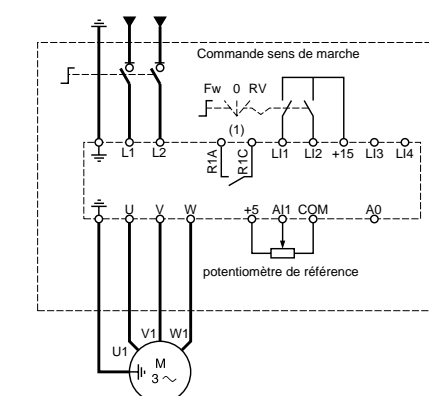 Commande sens de marche
Fw 0 RV
(1)
L1 L2 R1A R1C LI1 LI2 +15 LI3 LI4
U V W +5 AI1 COM A0
potentiomètre de référence
U1 V1 W1
M
3 ~